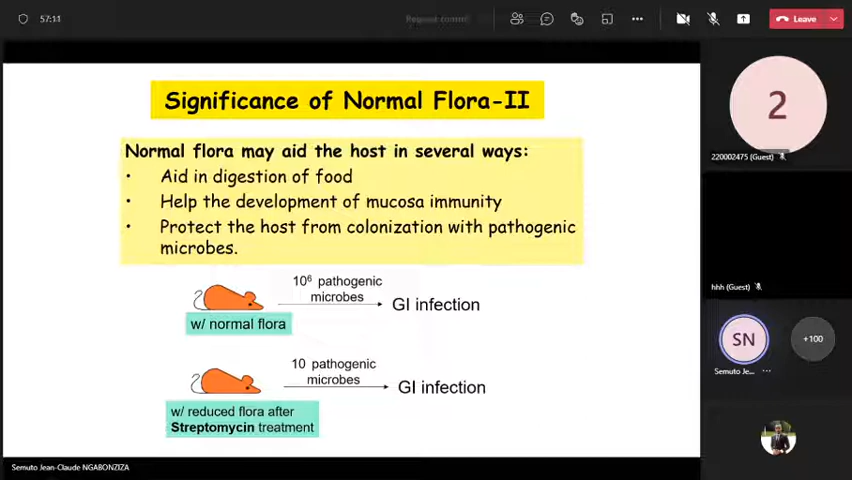 57:11
Request control
Leave
Significance of Normal Flora-II
Normal flora may aid the host in several ways:
• Aid in digestion of food
• Help the development of mucosa immunity
• Protect the host from colonization with pathogenic
microbes.
10⁶ pathogenic
microbes
GI infection
w/ normal flora
10 pathogenic
microbes
GI infection
w/ reduced flora after
Streptomycin treatment
2
220002475 (Guest)
hhh (Guest)
SN
+100
Semuto Je...
Semuto Jean-Claude NGABONZIZA